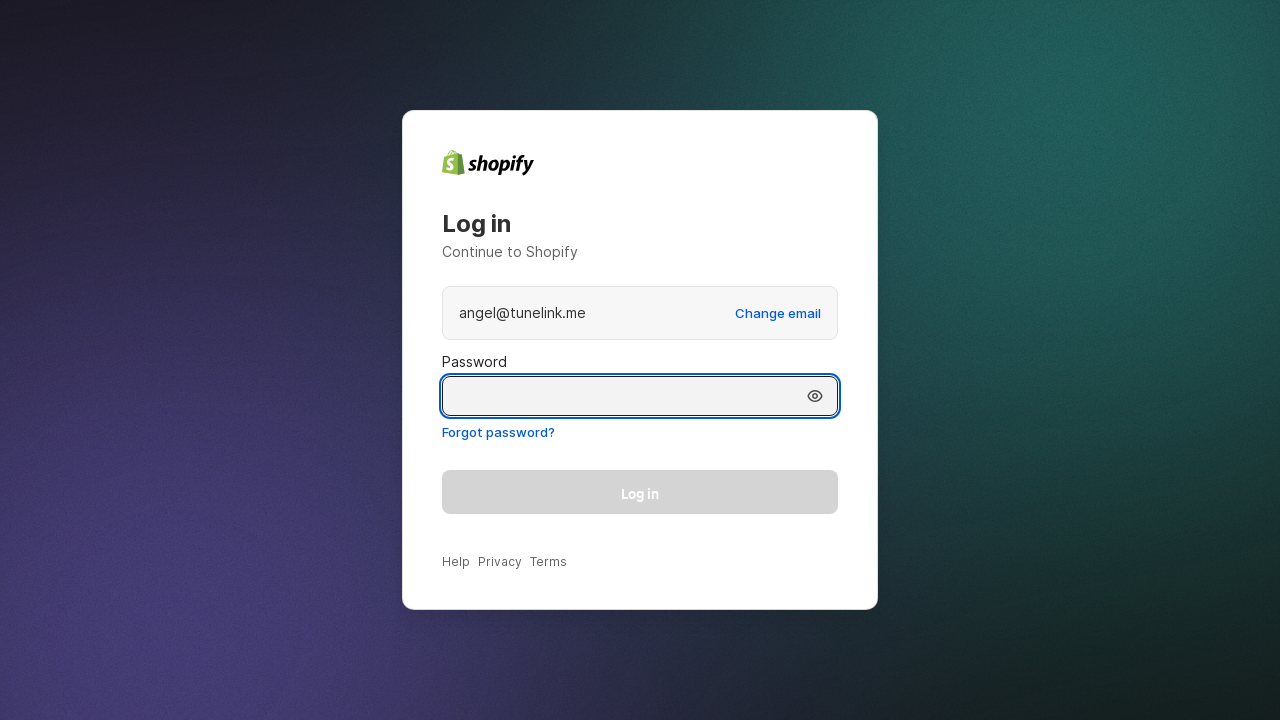 shopify
Log in
Continue to Shopify
angel@tunelink.me Change email
Password
Forgot password?
Log in
Help Privacy Terms